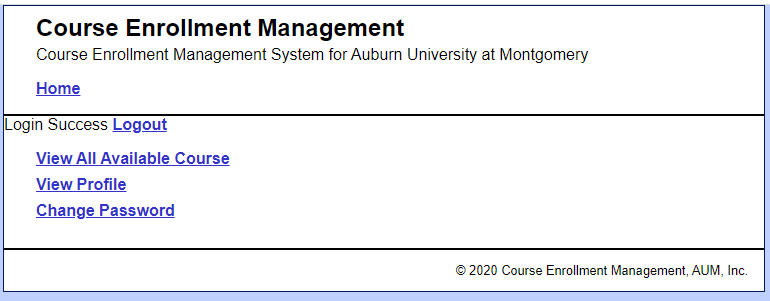 Course Enrollment Management
Course Enrollment Management System for Auburn University at Montgomery
Home
Login Success Logout
View All Available Course
View Profile
Change Password
© 2020 Course Enrollment Management, AUM, Inc.